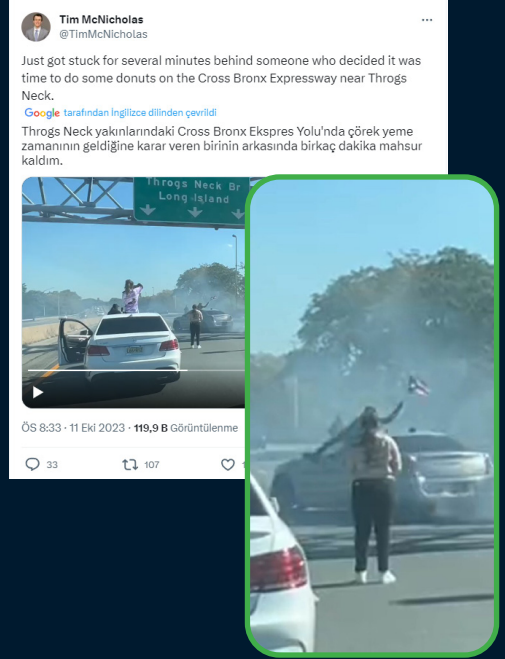 Tim McNicholas
@TimMcNicholas
Just got stuck for several minutes behind someone who decided it was
time to do some donuts on the Cross Bronx Expressway near Throgs
Neck.
Google tarafından İngilizce dilinden çevrildi
Throgs Neck yakınlarındaki Cross Bronx Ekspres Yolu'nda çörek yeme
zamanının geldiğine karar veren birinin arkasında birkaç dakika mahsur
kaldım.
Throgs Neck Br
Long Island
ÖS 8:33 · 11 Eki 2023 · 119,9 B Görüntülenme
33
107